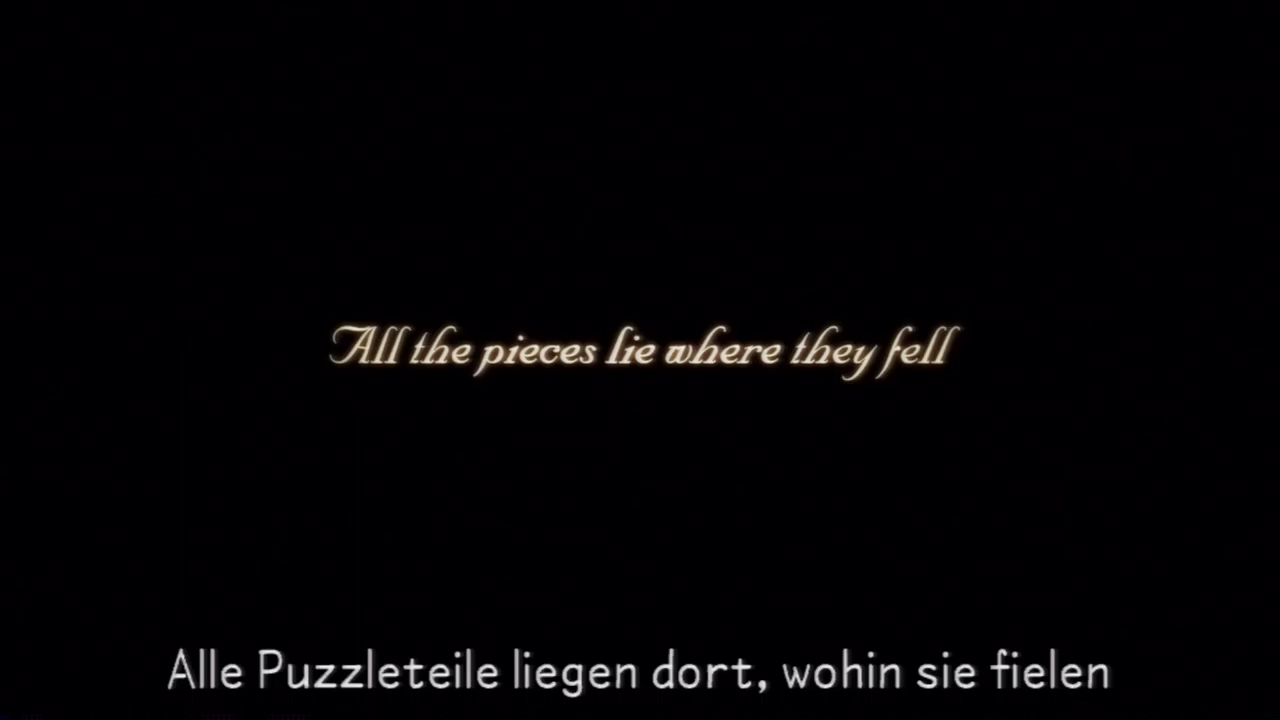 All the pieces lie where they fell
Alle Puzzleteile liegen dort, wohin sie fielen